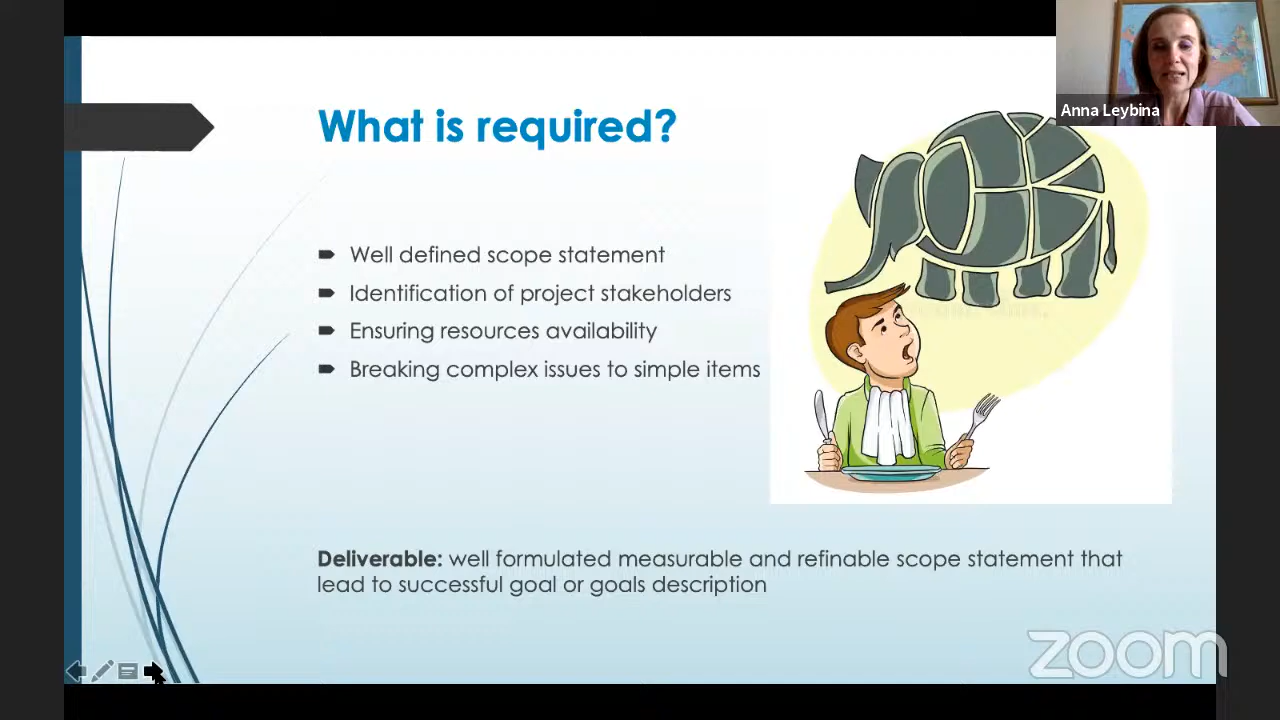 Anna Leybina
What is required?
Well defined scope statement
Identification of project stakeholders
Ensuring resources availability
Breaking complex issues to simple items
Deliverable: well formulated measurable and refinable scope statement that
lead to successful goal or goals description
zoom